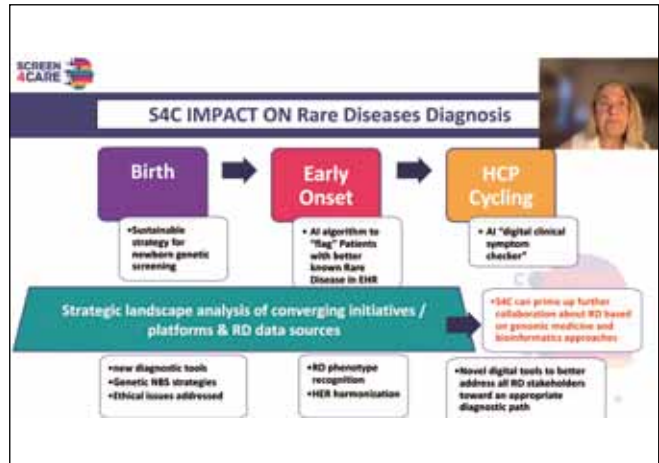 SCREEN
4CARE
S4C IMPACT ON Rare Diseases Diagnosis
Birth
Early
Onset
HCP
Cycling
•Sustainable
strategy for
newborn genetic
screening
• AI algorithm to
"flag" Patients
with better
known Rare
Disease in EHR
• AI "digital clinical
symptom
checker"
Strategic landscape analysis of converging initiatives /
platforms & RD data sources
•S4C can prime up further
collaboration about RD based
on genomic medicine and
bioinformatics approaches
•new diagnostic tools
•Genetic NBS strategies
•Ethical issues addressed
•RD phenotype
recognition
•HER harmonization
•Novel digital tools to better
address all RD stakeholders
toward an appropriate
diagnostic path